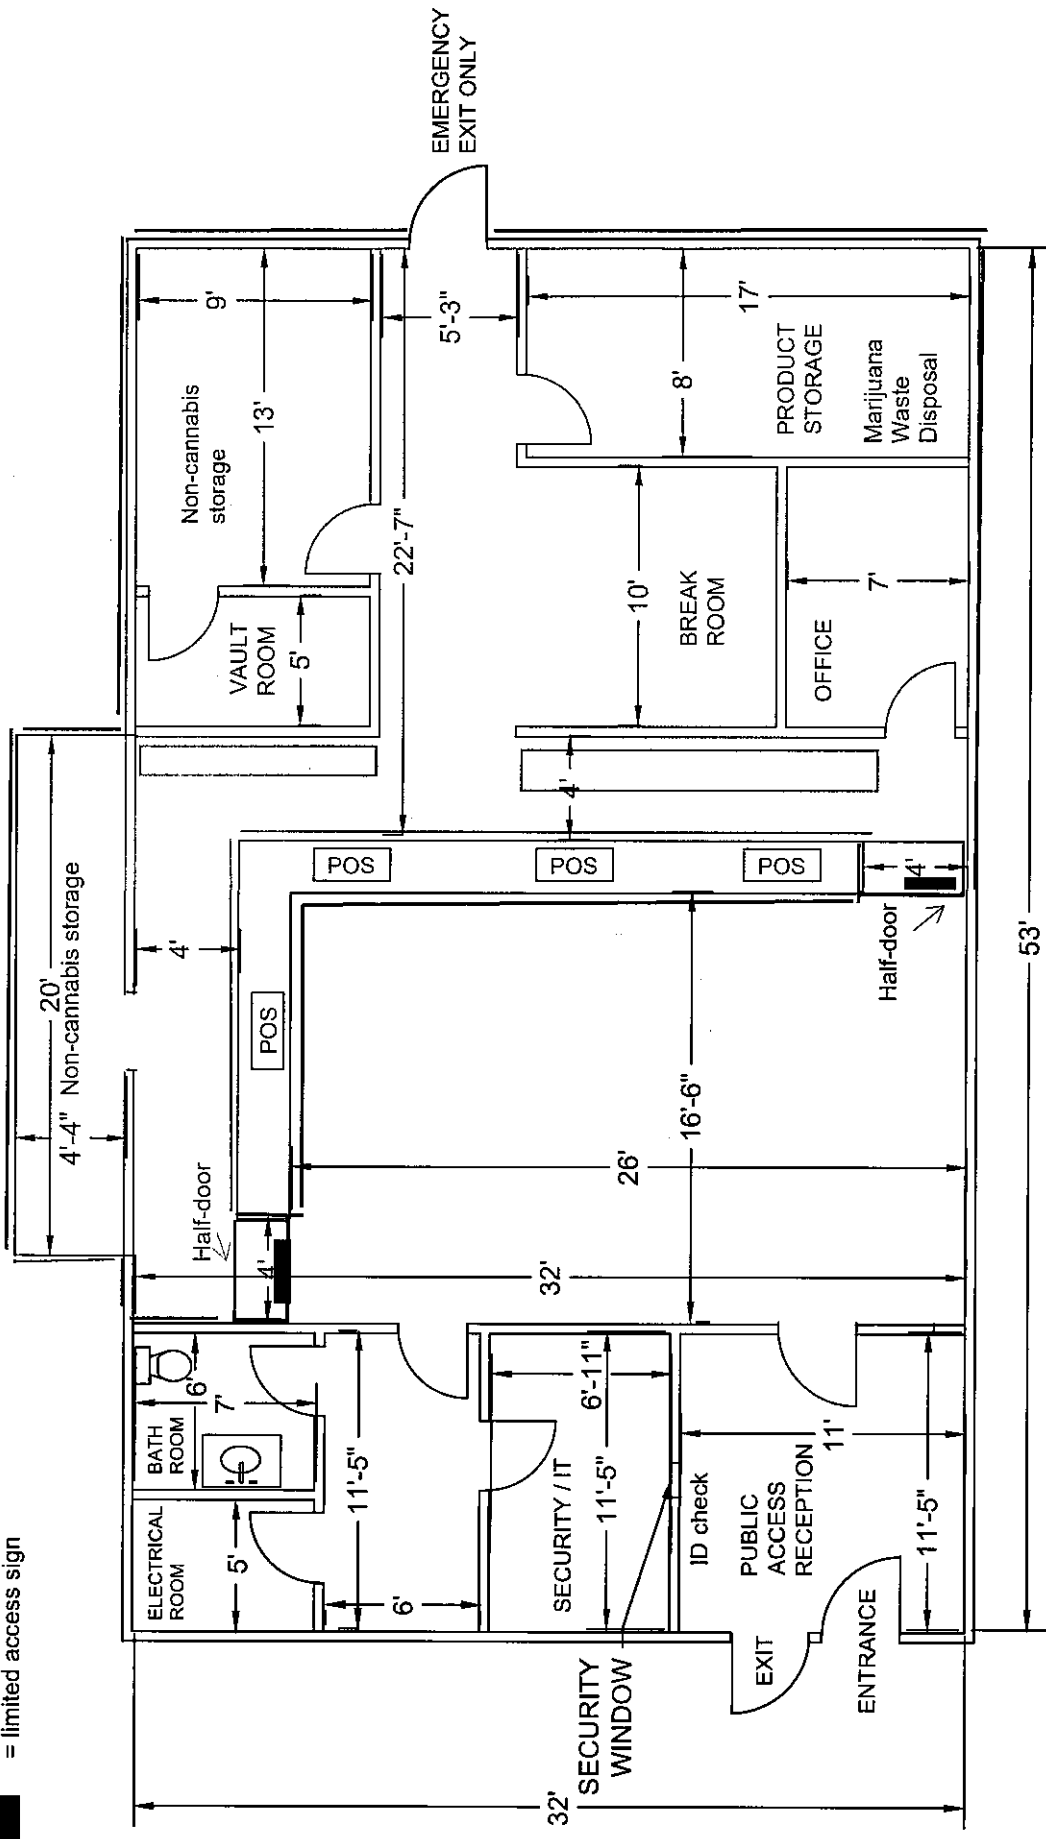 = limited access sign
EMERGENCY
EXIT ONLY
9'
13'
Non-cannabis
storage
5'-3"
22'-7"
VAULT
ROOM
5'
17'
8'
PRODUCT
STORAGE
Marijuana
Waste
Disposal
10'
BREAK
ROOM
7'
OFFICE
4'
20'
4'-4" Non-cannabis storage
4'
POS
POS
POS
POS
4'
Half-door
53'
16'-6"
26'
32'
Half-door
4'
6'
7'
BATH
ROOM
ELECTRICAL
ROOM
5'
11'-5"
6'
6'-11"
11'-5"
SECURITY / IT
ID check
11'
PUBLIC
ACCESS
RECEPTION
11'-5"
EXIT
ENTRANCE
SECURITY
WINDOW
32'